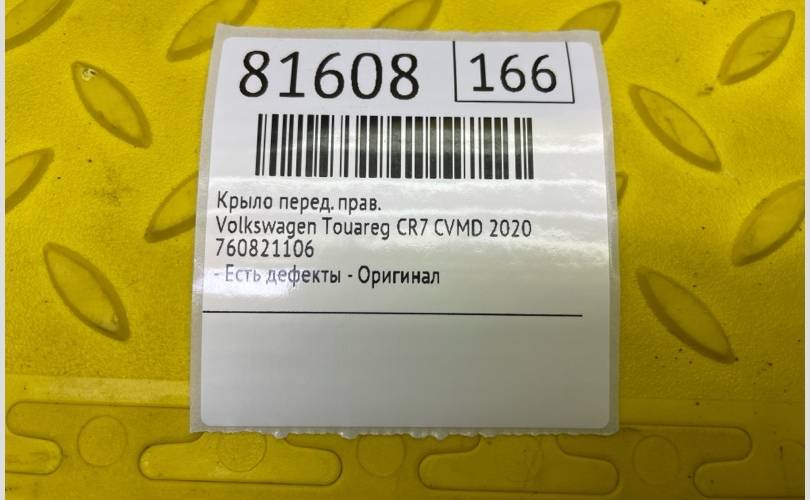 81608
166
Крыло перед. прав.
Volkswagen Touareg CR7 CVMD 2020
760821106
- Есть дефекты - Оригинал